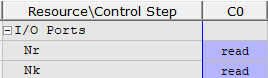 Resource\Control Step C0
I/O Ports
Nr read
Nk read